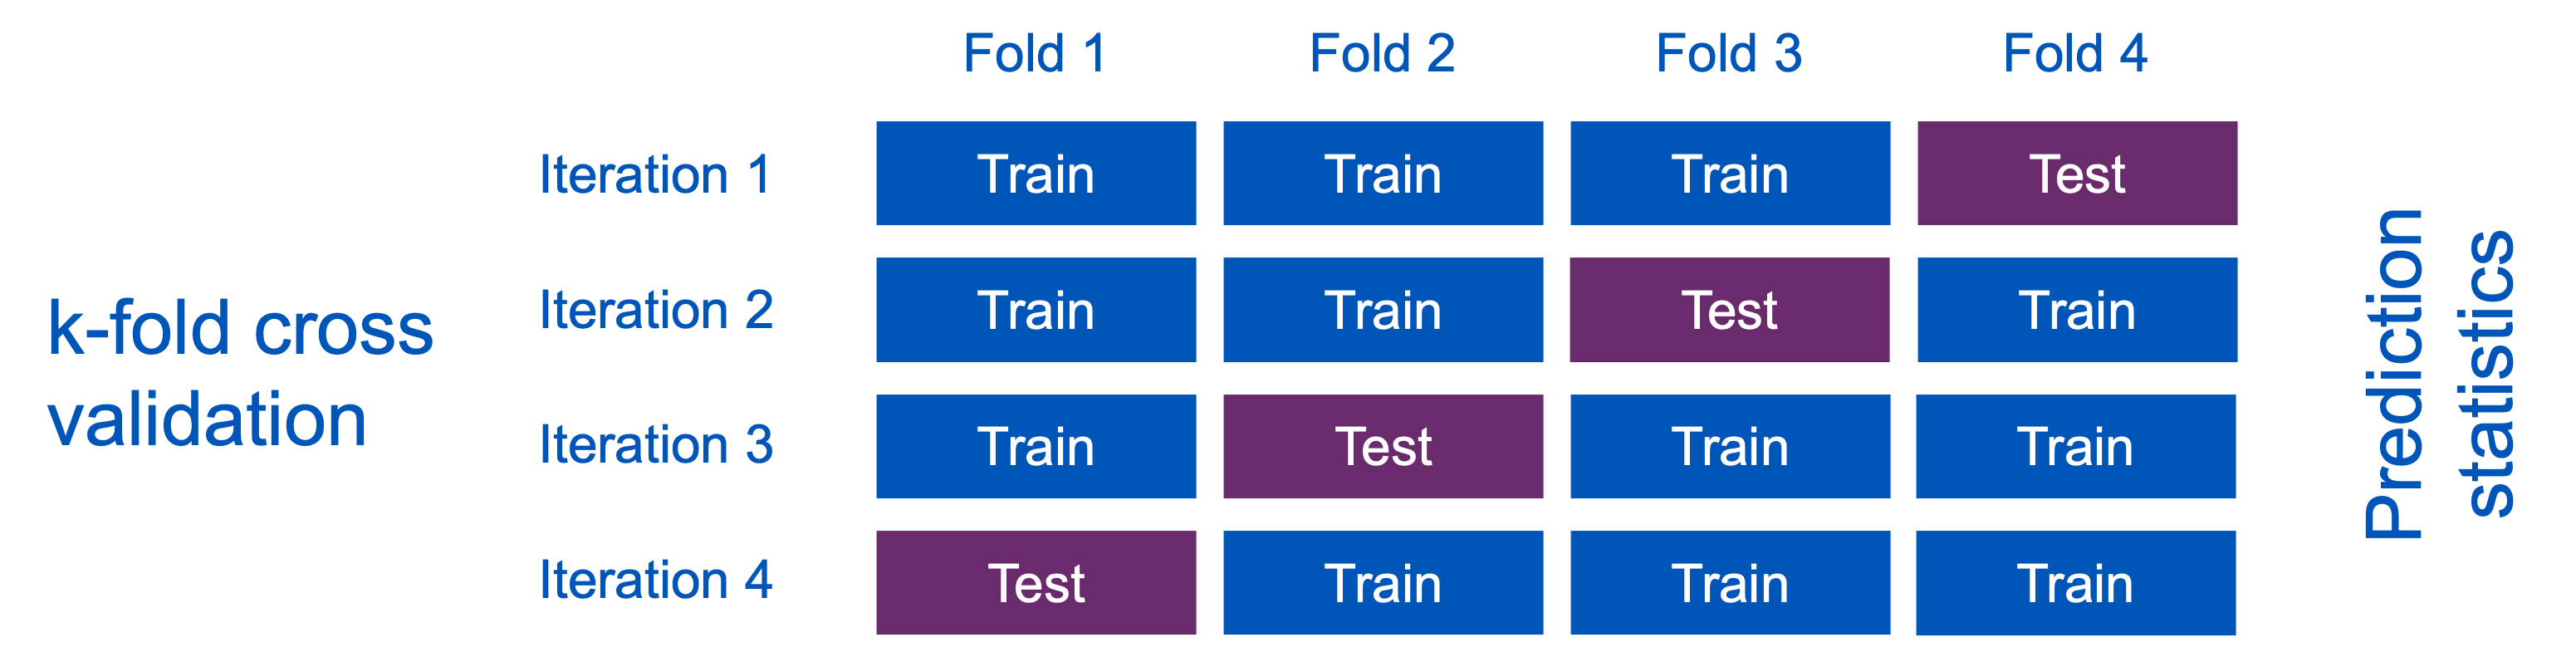 Fold 1 Fold 2 Fold 3 Fold 4
Iteration 1 Train Train Train Test
Iteration 2 Train Train Test Train
Iteration 3 Train Test Train Train
Iteration 4 Test Train Train Train
k-fold cross
validation
Prediction
statistics